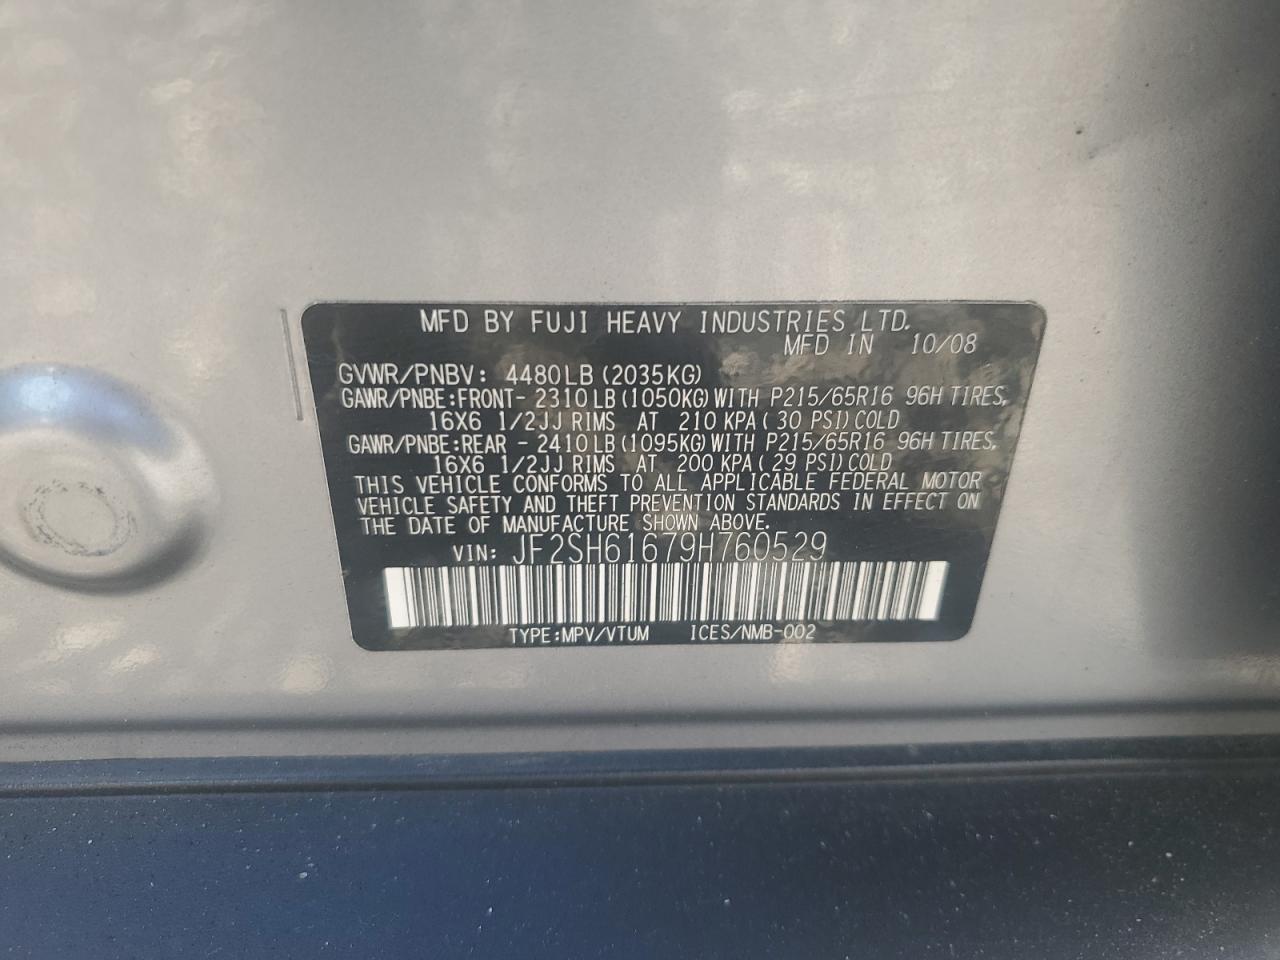 MFD BY FUJI HEAVY INDUSTRIES LTD.
MFD IN 10/08
GVWR/PNBV: 4480LB(2035KG)
GAWR/PNBE:FRONT- 2310LB(1050KG)WITH P215/65R16 96H TIRES,
16X6 1/2JJ RIMS AT 210 KPA(30 PSI)COLD
GAWR/PNBE:REAR - 2410LB(1095KG)WITH P215/65R16 96H TIRES,
16X6 1/2JJ RIMS AT 200 KPA(29 PSI)COLD
THIS VEHICLE CONFORMS TO ALL APPLICABLE FEDERAL MOTOR
VEHICLE SAFETY AND THEFT PREVENTION STANDARDS IN EFFECT ON
THE DATE OF MANUFACTURE SHOWN ABOVE.
VIN: JF2SH61679H760529
TYPE:MPV/VTUM ICES/NMB-002